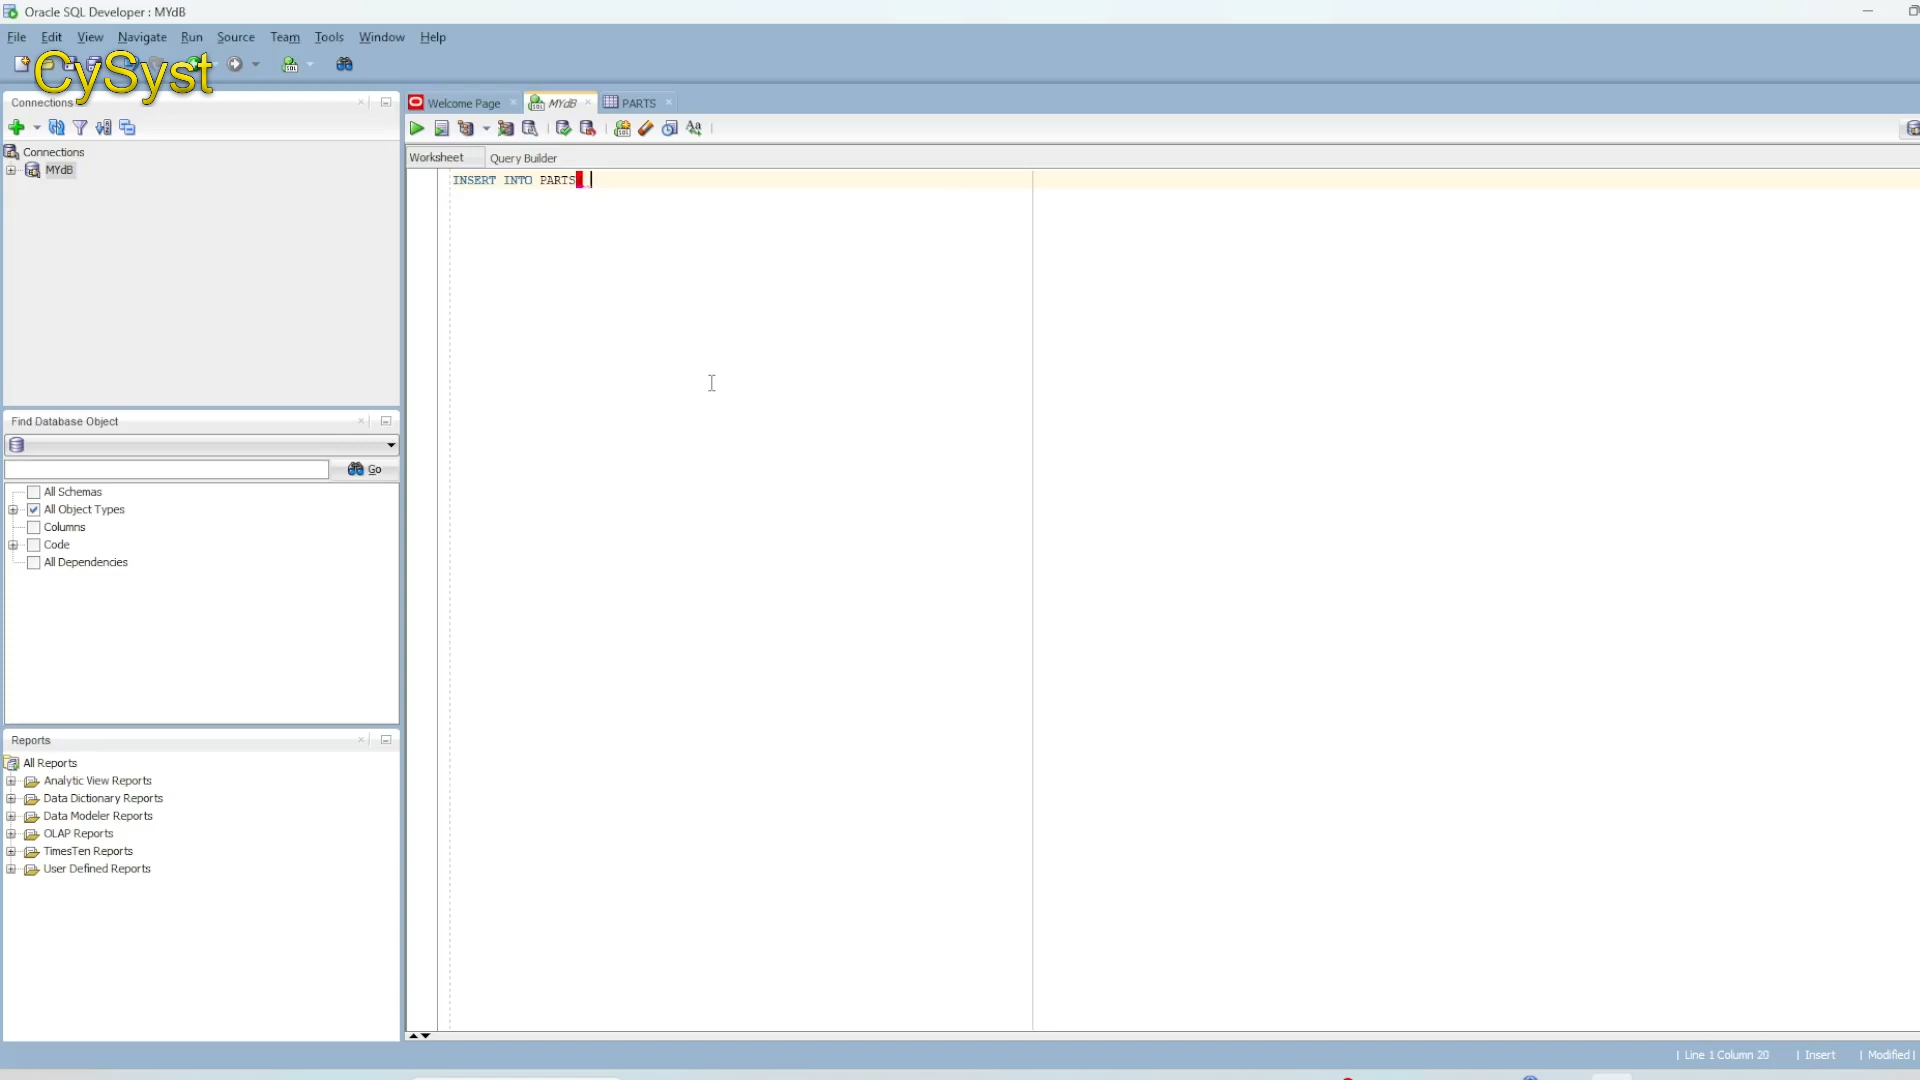 Oracle SQL Developer : MYdB
File Edit View Navigate Run Source Team Tools Window Help
CySyst
Connections
Welcome Page MYdB PARTS
Worksheet Query Builder
Connections
MYdB
INSERT INTO PARTS
Find Database Object
Go
All Schemas
All Object Types
Columns
Code
All Dependencies
Reports
All Reports
Analytic View Reports
Data Dictionary Reports
Data Modeler Reports
OLAP Reports
TimesTen Reports
User Defined Reports
| Line 1 Column 20 | Insert | Modified |